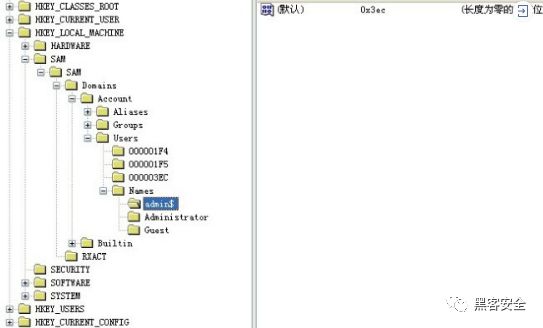 HKEY_CLASSES_ROOT
HKEY_CURRENT_USER
HKEY_LOCAL_MACHINE
HARDWARE
SAM
SAM
Domains
Account
Aliases
Groups
Users
000001F4
000001F5
000003EC
Names
admin$
Administrator
Guest
Builtin
RXACT
SECURITY
SOFTWARE
SYSTEM
HKEY_USERS
HKEY_CURRENT_CONFIG
(默认) 0x3ec (长度为零的 位
黑客安全